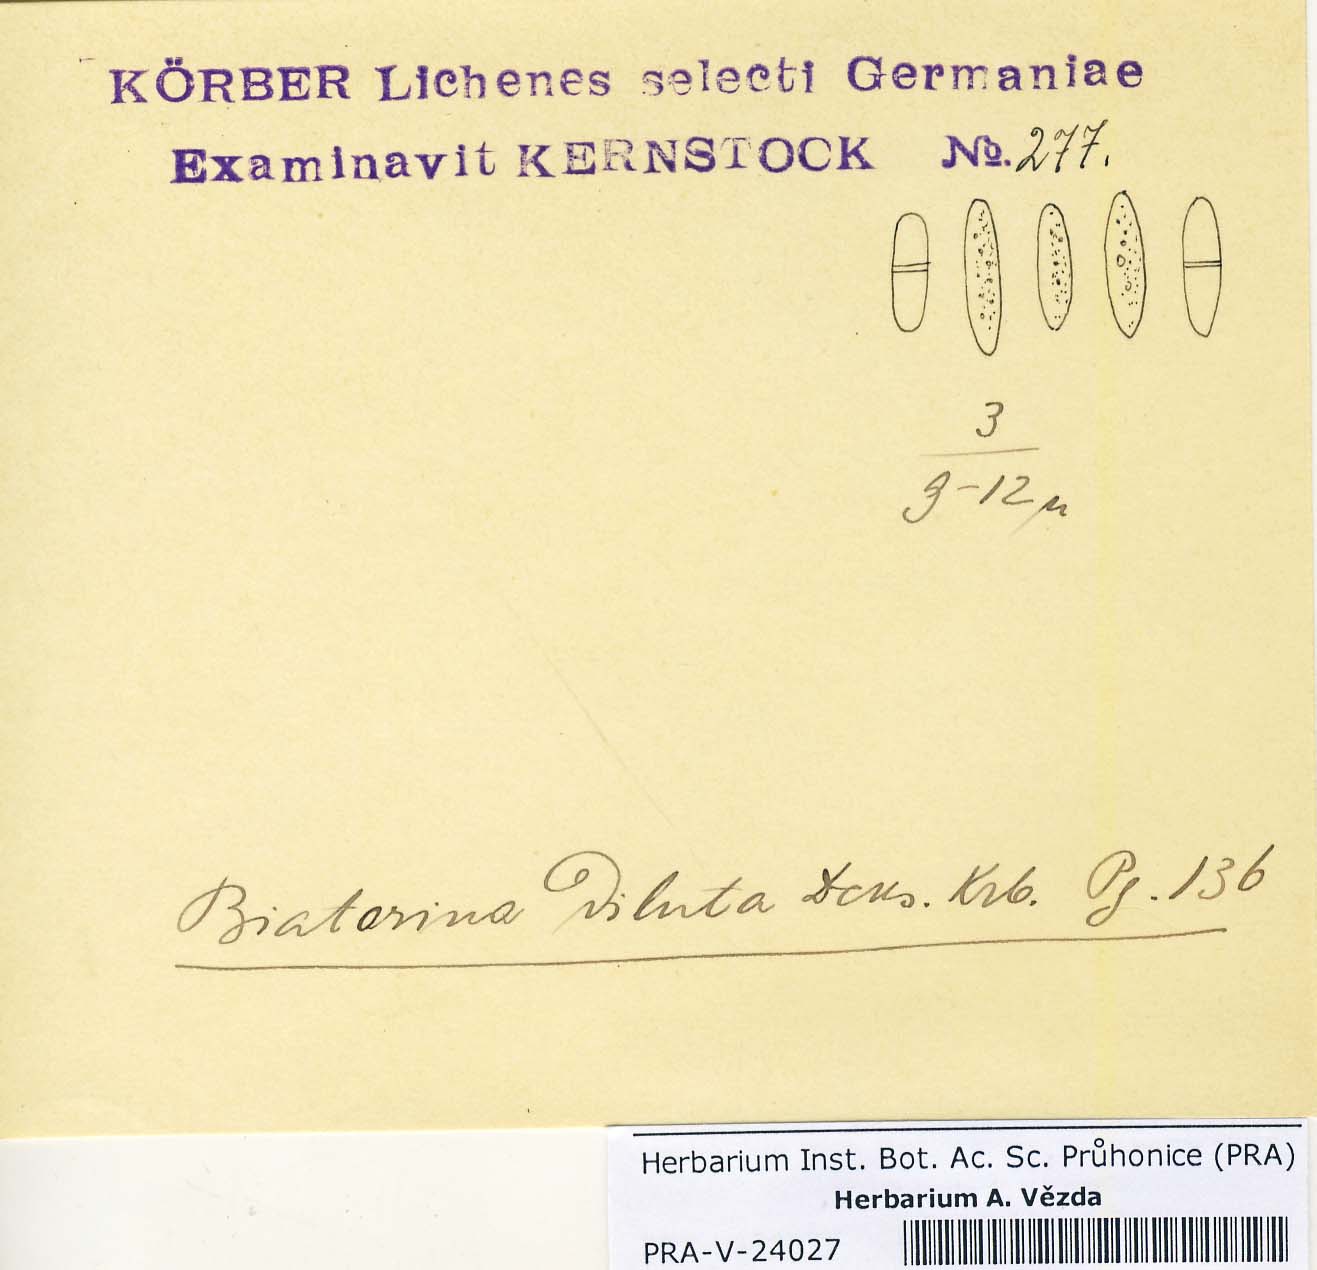 KÖRBER Lichenes selecti Germaniae
Examinavit KERNSTOCK No. 277.
3
9-12 μ
Biatorina Diluta Krb. Pg. 136
Herbarium Inst. Bot. Ac. Sc. Průhonice (PRA)
Herbarium A. Vězda
PRA-V-24027